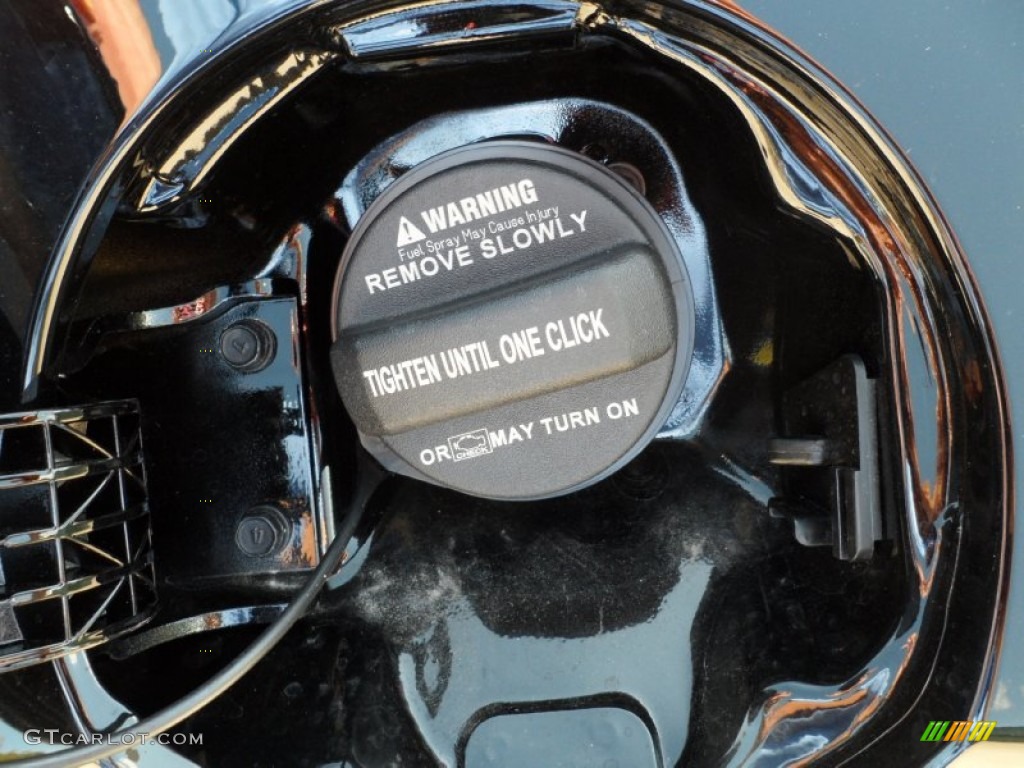 WARNING
Fuel Spray May Cause Injury
REMOVE SLOWLY
TIGHTEN UNTIL ONE CLICK
OR CHECK MAY TURN ON
GTCARLOT.COM